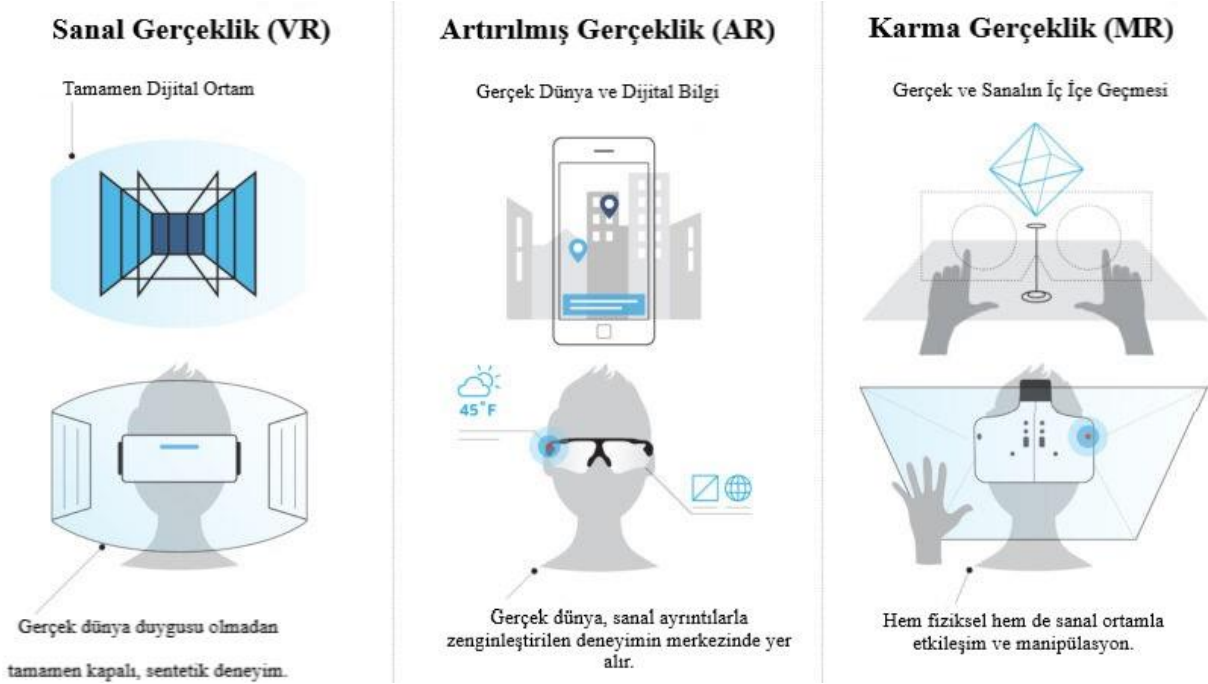 Sanal Gerçeklik (VR)
Tamamen Dijital Ortam
Gerçek dünya duygusu olmadan
tamamen kapalı, sentetik deneyim.
Artırılmış Gerçeklik (AR)
Gerçek Dünya ve Dijital Bilgi
45°F
Gerçek dünya, sanal ayrıntılarla
zenginleştirilen deneyimin merkezinde yer
alır.
Karma Gerçeklik (MR)
Gerçek ve Sanalın İç İçe Geçmesi
Hem fiziksel hem de sanal ortamla
etkileşim ve manipülasyon.